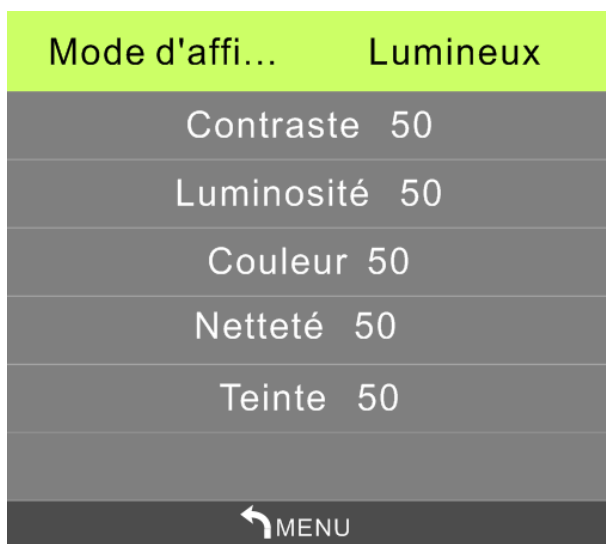 Mode d'affi... Lumineux
Contraste 50
Luminosité 50
Couleur 50
Netteté 50
Teinte 50
MENU